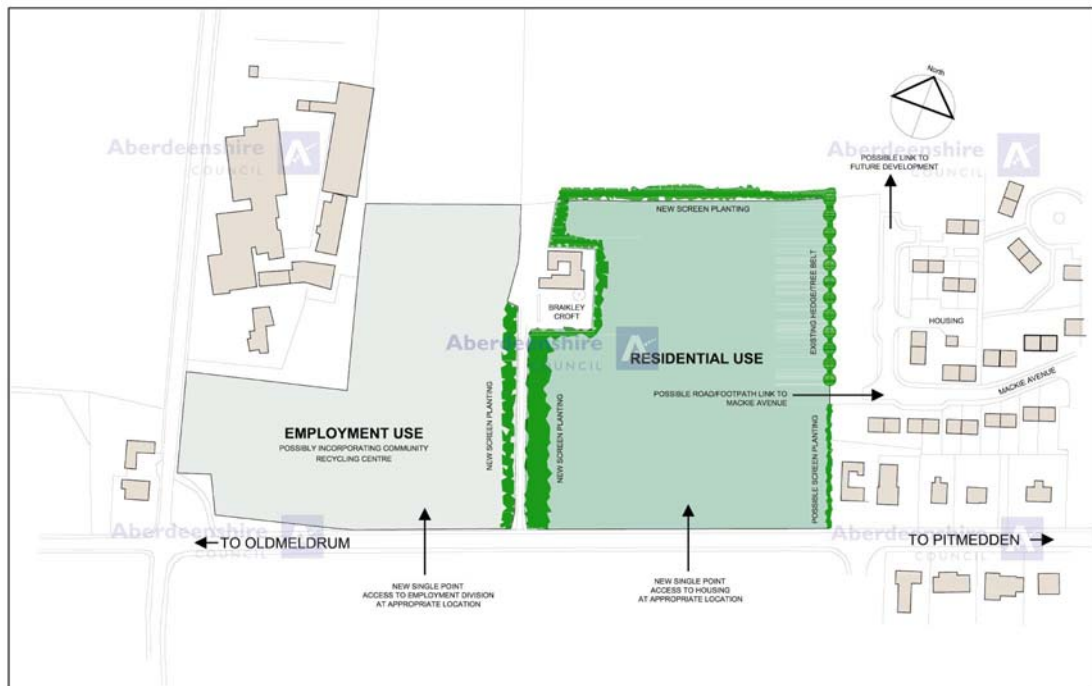 North
Aberdeenshire
COUNCIL
Aberdeenshire
COUNCIL
POSSIBLE LINK TO
FUTURE DEVELOPMENT
NEW SCREEN PLANTING
EXISTING HEDGE/TREE BELT
BRAIKLEY
CROFT
HOUSING
Aberdeenshire
COUNCIL
RESIDENTIAL USE
MACKIE AVENUE
POSSIBLE ROAD/FOOTPATH LINK TO
MACKIE AVENUE
EMPLOYMENT USE
POSSIBLY INCORPORATING COMMUNITY
RECYCLING CENTRE
NEW SCREEN PLANTING
NEW SCREEN PLANTING
POSSIBLE SCREEN PLANTING
Aberdeenshire
COUNCIL
Aberdeenshire
COUNCIL
TO OLDMELDRUM
TO PITMEDDEN
NEW SINGLE POINT
ACCESS TO EMPLOYMENT DIVISION
AT APPROPRIATE LOCATION
NEW SINGLE POINT
ACCESS TO HOUSING
AT APPROPRIATE LOCATION